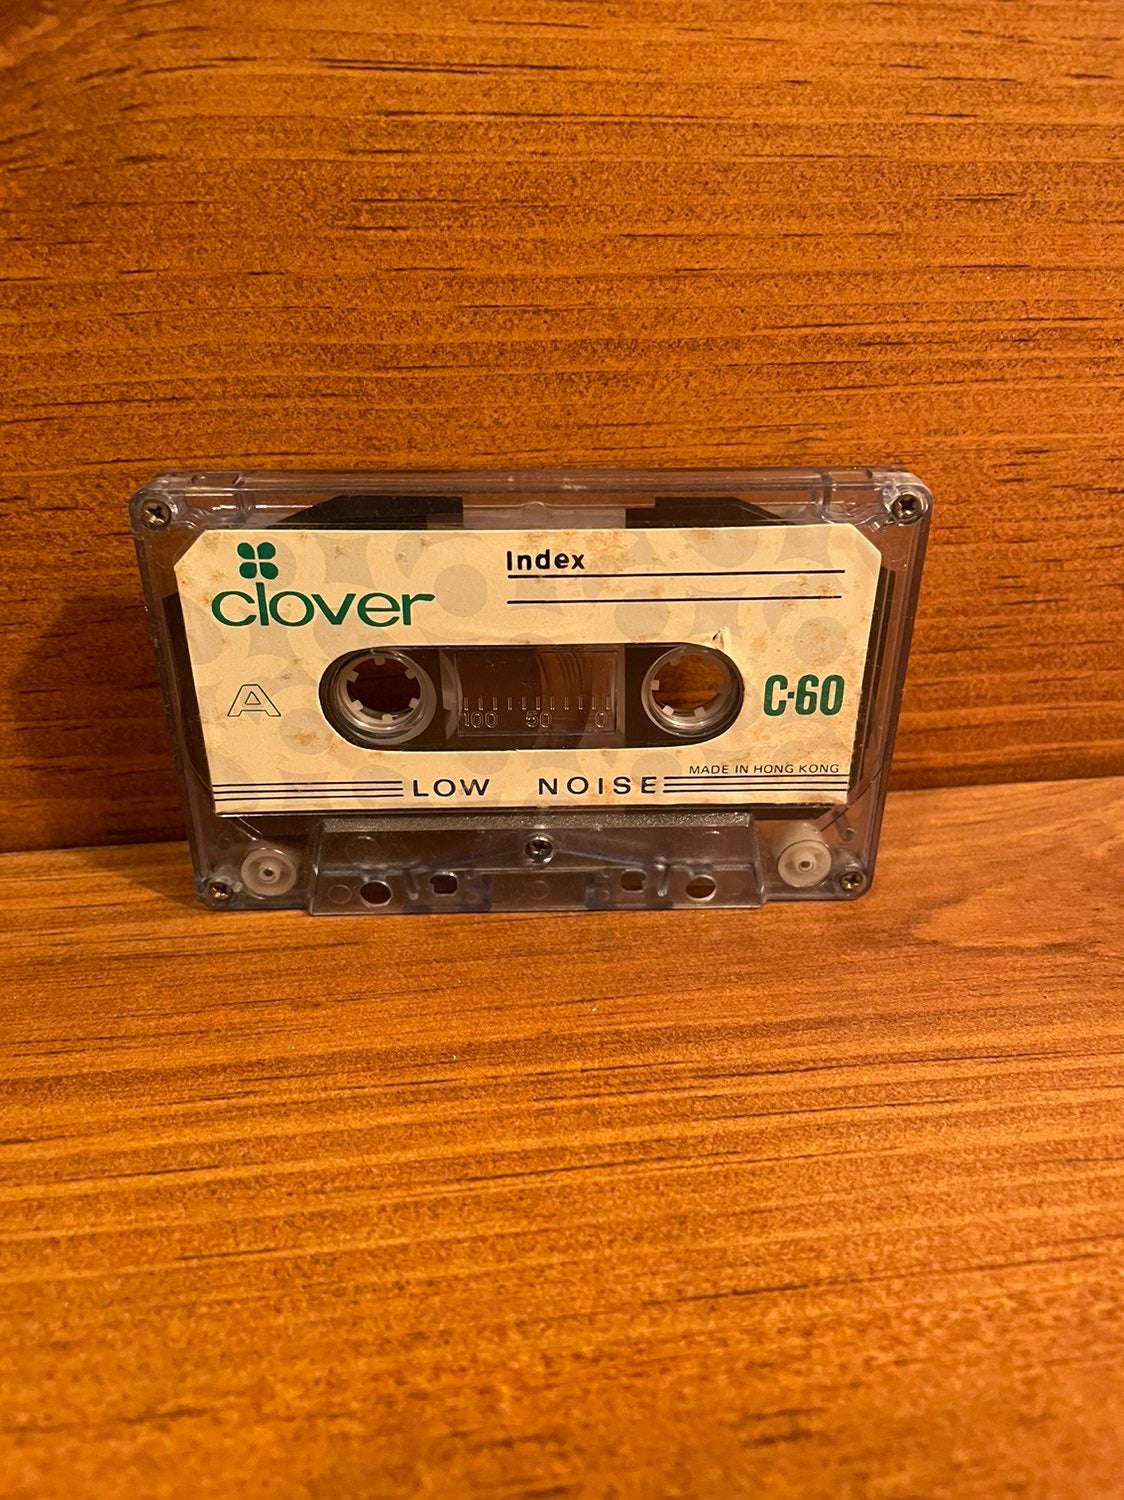 Index
clover
A
100 50 0
C-60
MADE IN HONG KONG
LOW NOISE